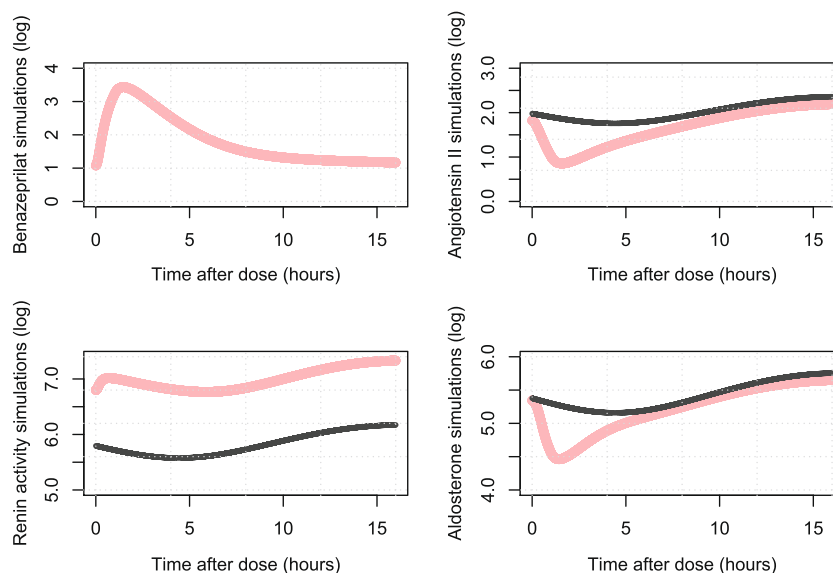 Benazeprilat simulations (log)
4
3
2
1
0
0 5 10 15
Time after dose (hours)
Angiotensin II simulations (log)
3.0
2.0
1.0
0.0
0 5 10 15
Time after dose (hours)
Renin activity simulations (log)
7.0
6.0
5.0
0 5 10 15
Time after dose (hours)
Aldosterone simulations (log)
6.0
5.0
4.0
0 5 10 15
Time after dose (hours)